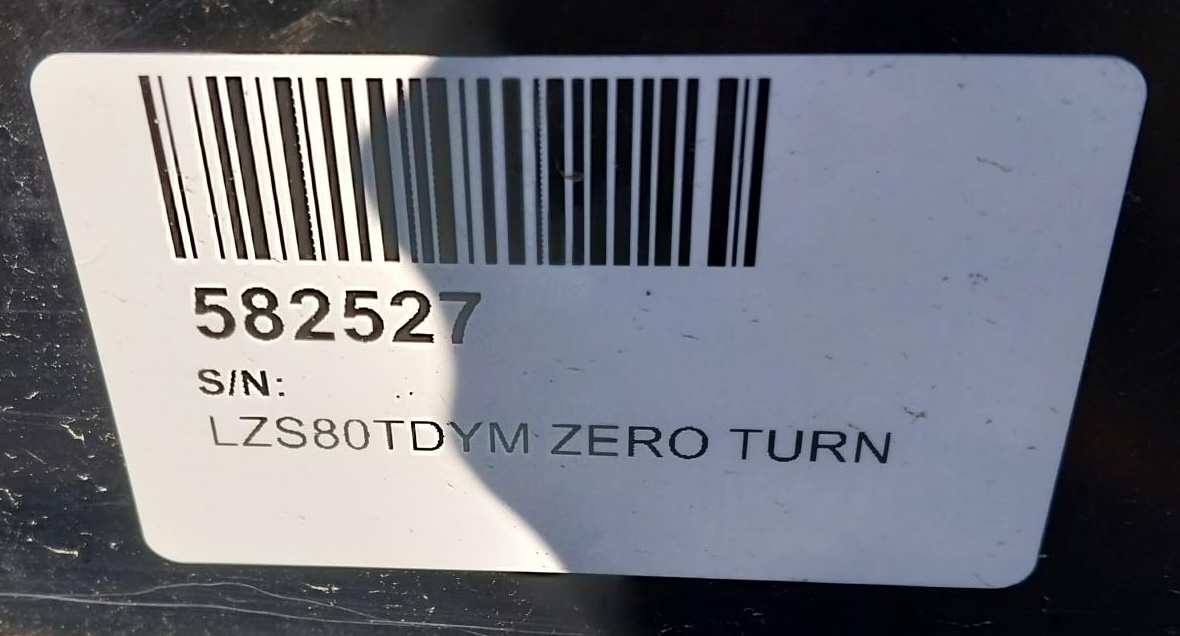 582527
S/N:
LZS80TDYM ZERO TURN